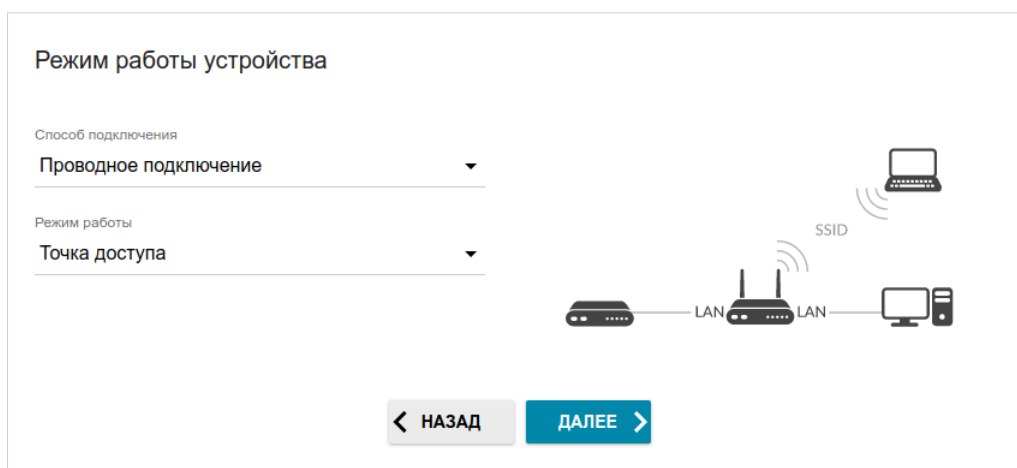 Режим работы устройства
Способ подключения
Проводное подключение
Режим работы
Точка доступа
SSID
LAN
LAN
НАЗАД
ДАЛЕЕ